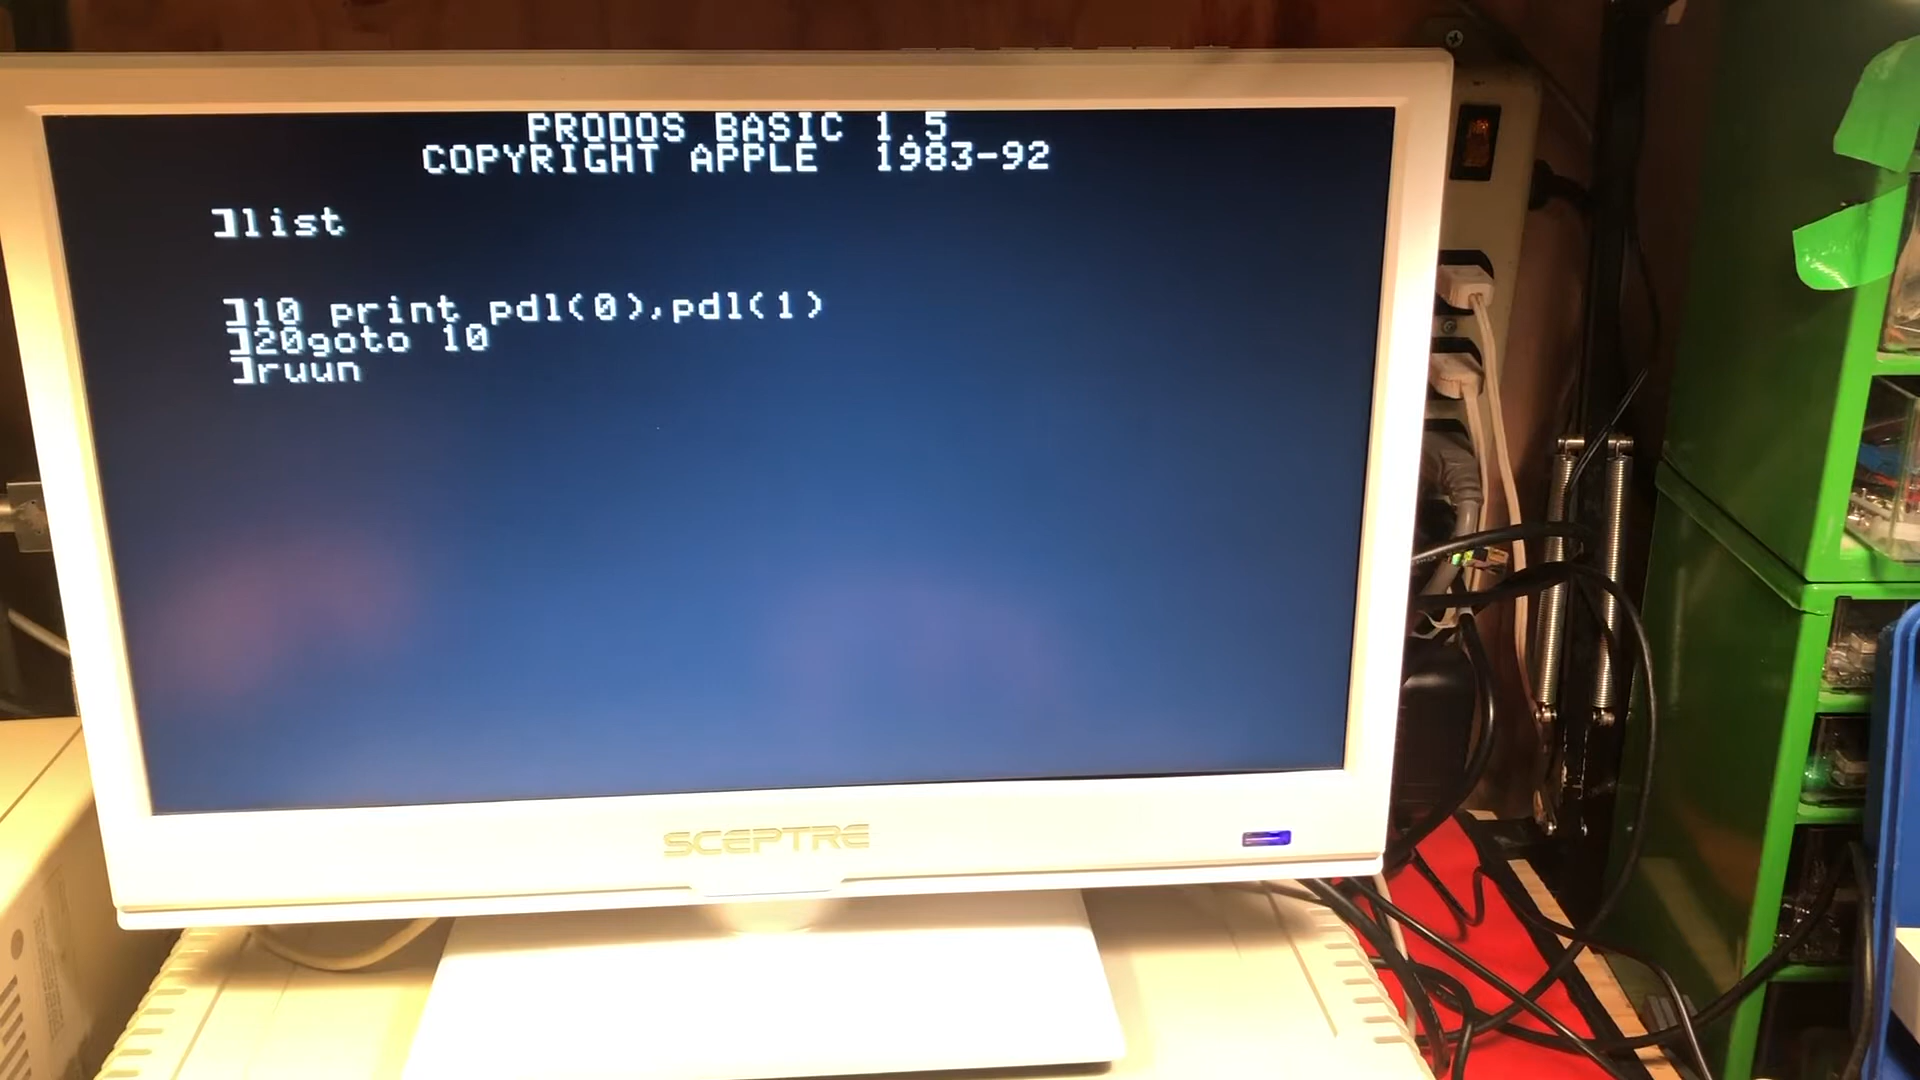 PRODOS BASIC 1.5
COPYRIGHT APPLE  1983-92
]list
]10 print pdl(0),pdl(1)
]20goto 10
]ruun
SCEPTRE